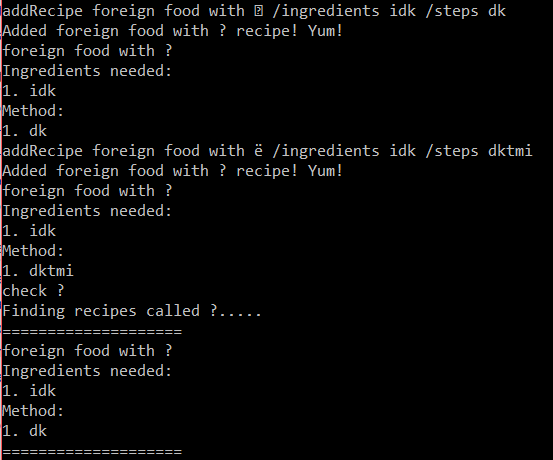 addRecipe foreign food with ⍰ /ingredients idk /steps dk
Added foreign food with ? recipe! Yum!
foreign food with ?
Ingredients needed:
1. idk
Method:
1. dk
addRecipe foreign food with ë /ingredients idk /steps dktmi
Added foreign food with ? recipe! Yum!
foreign food with ?
Ingredients needed:
1. idk
Method:
1. dktmi
check ?
Finding recipes called ?.....
====================
foreign food with ?
Ingredients needed:
1. idk
Method:
1. dk
====================